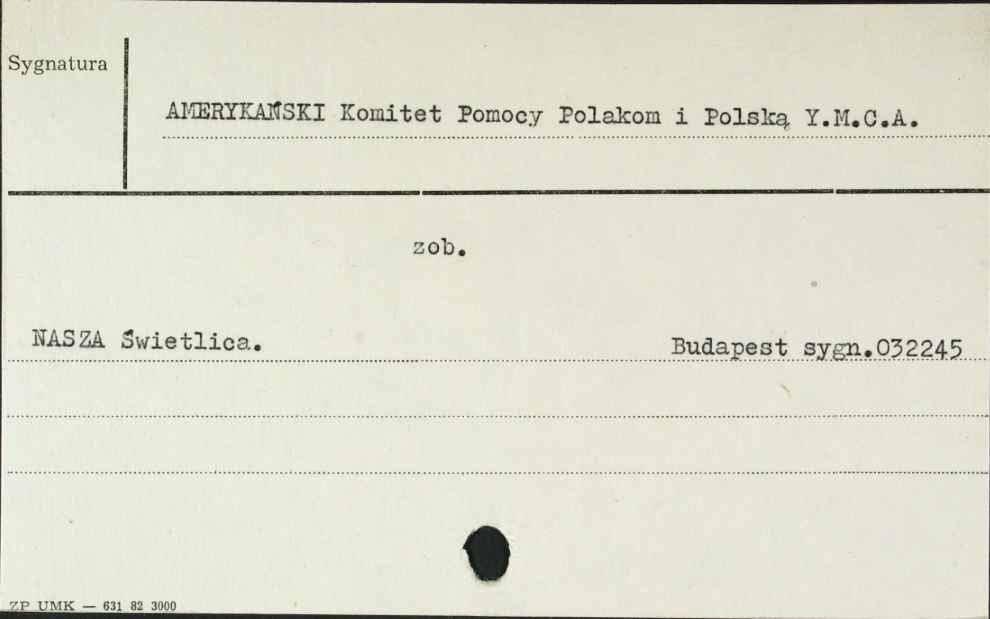 Sygnatura
AMERYKAŃSKI Komitet Pomocy Polakom i Polską Y.M.C.A.
zob.
NASZA Świetlica.
Budapest sygn.032245
ZP UMK — 631 82 3000